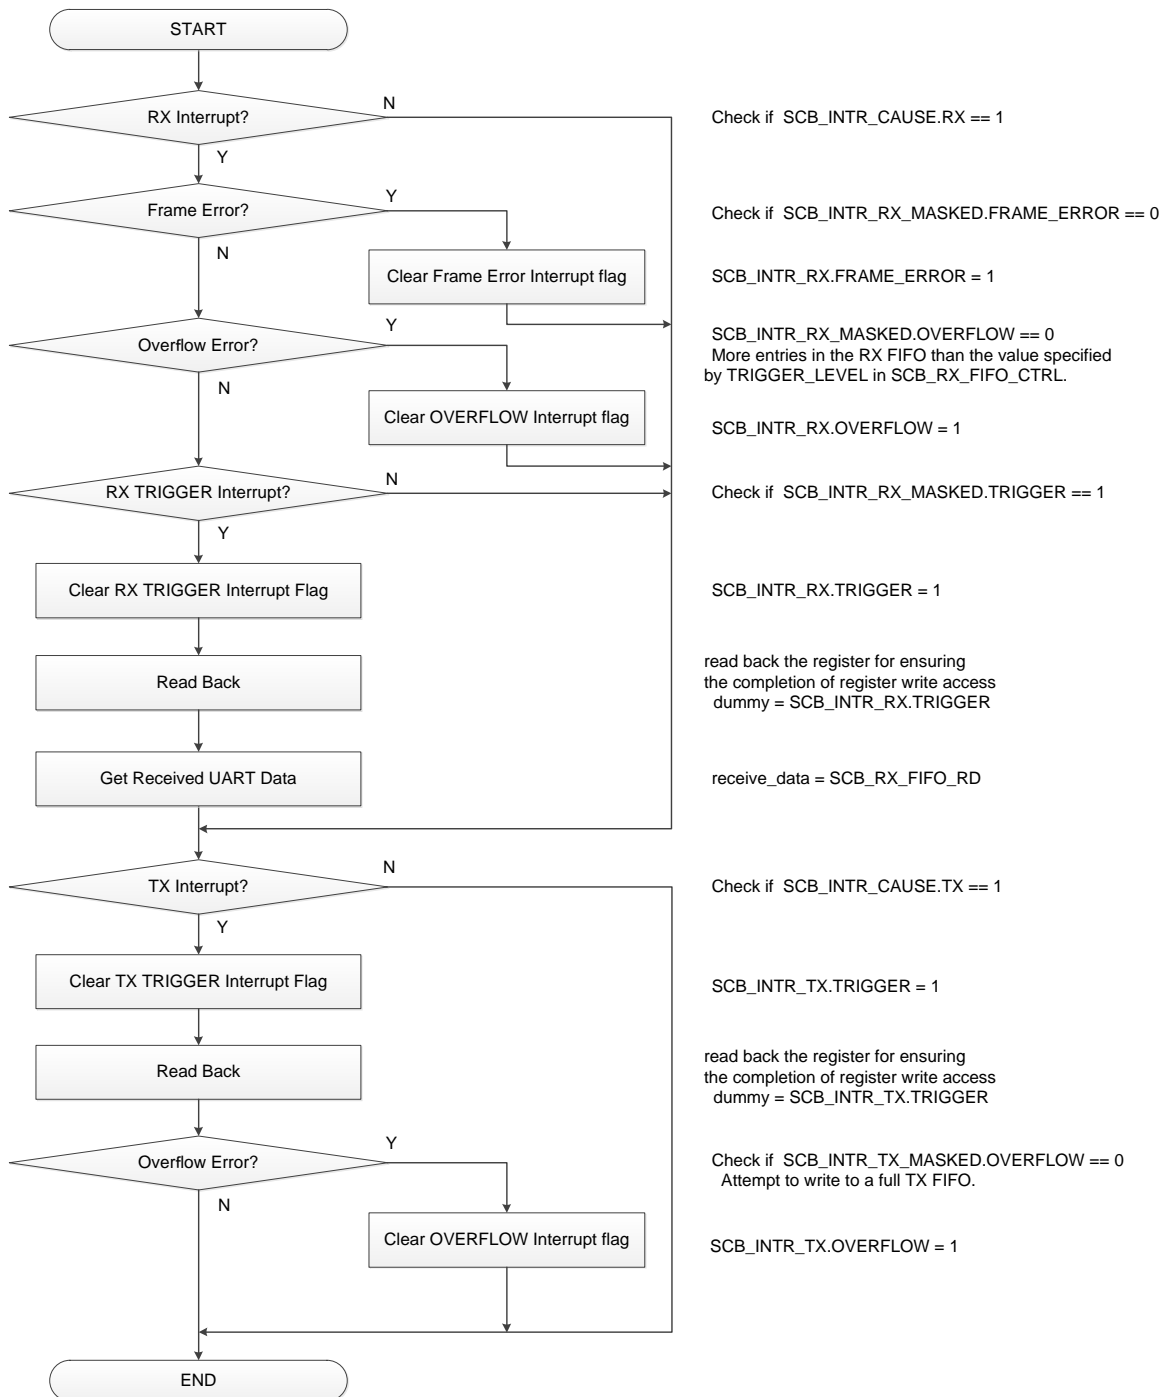 START
RX Interrupt?
N
Check if  SCB_INTR_CAUSE.RX == 1
Y
Frame Error?
Y
Check if  SCB_INTR_RX_MASKED.FRAME_ERROR == 0
N
Clear Frame Error Interrupt flag
SCB_INTR_RX.FRAME_ERROR = 1
Overflow Error?
Y
SCB_INTR_RX_MASKED.OVERFLOW == 0
More entries in the RX FIFO than the value specified
by TRIGGER_LEVEL in SCB_RX_FIFO_CTRL.
N
Clear OVERFLOW Interrupt flag
SCB_INTR_RX.OVERFLOW = 1
RX TRIGGER Interrupt?
N
Check if  SCB_INTR_RX_MASKED.TRIGGER == 1
Y
Clear RX TRIGGER Interrupt Flag
SCB_INTR_RX.TRIGGER = 1
Read Back
read back the register for ensuring
the completion of register write access
dummy = SCB_INTR_RX.TRIGGER
Get Received UART Data
receive_data = SCB_RX_FIFO_RD
TX Interrupt?
N
Check if  SCB_INTR_CAUSE.TX == 1
Y
Clear TX TRIGGER Interrupt Flag
SCB_INTR_TX.TRIGGER = 1
Read Back
read back the register for ensuring
the completion of register write access
dummy = SCB_INTR_TX.TRIGGER
Overflow Error?
Y
Check if  SCB_INTR_TX_MASKED.OVERFLOW == 0
Attempt to write to a full TX FIFO.
N
Clear OVERFLOW Interrupt flag
SCB_INTR_TX.OVERFLOW = 1
END